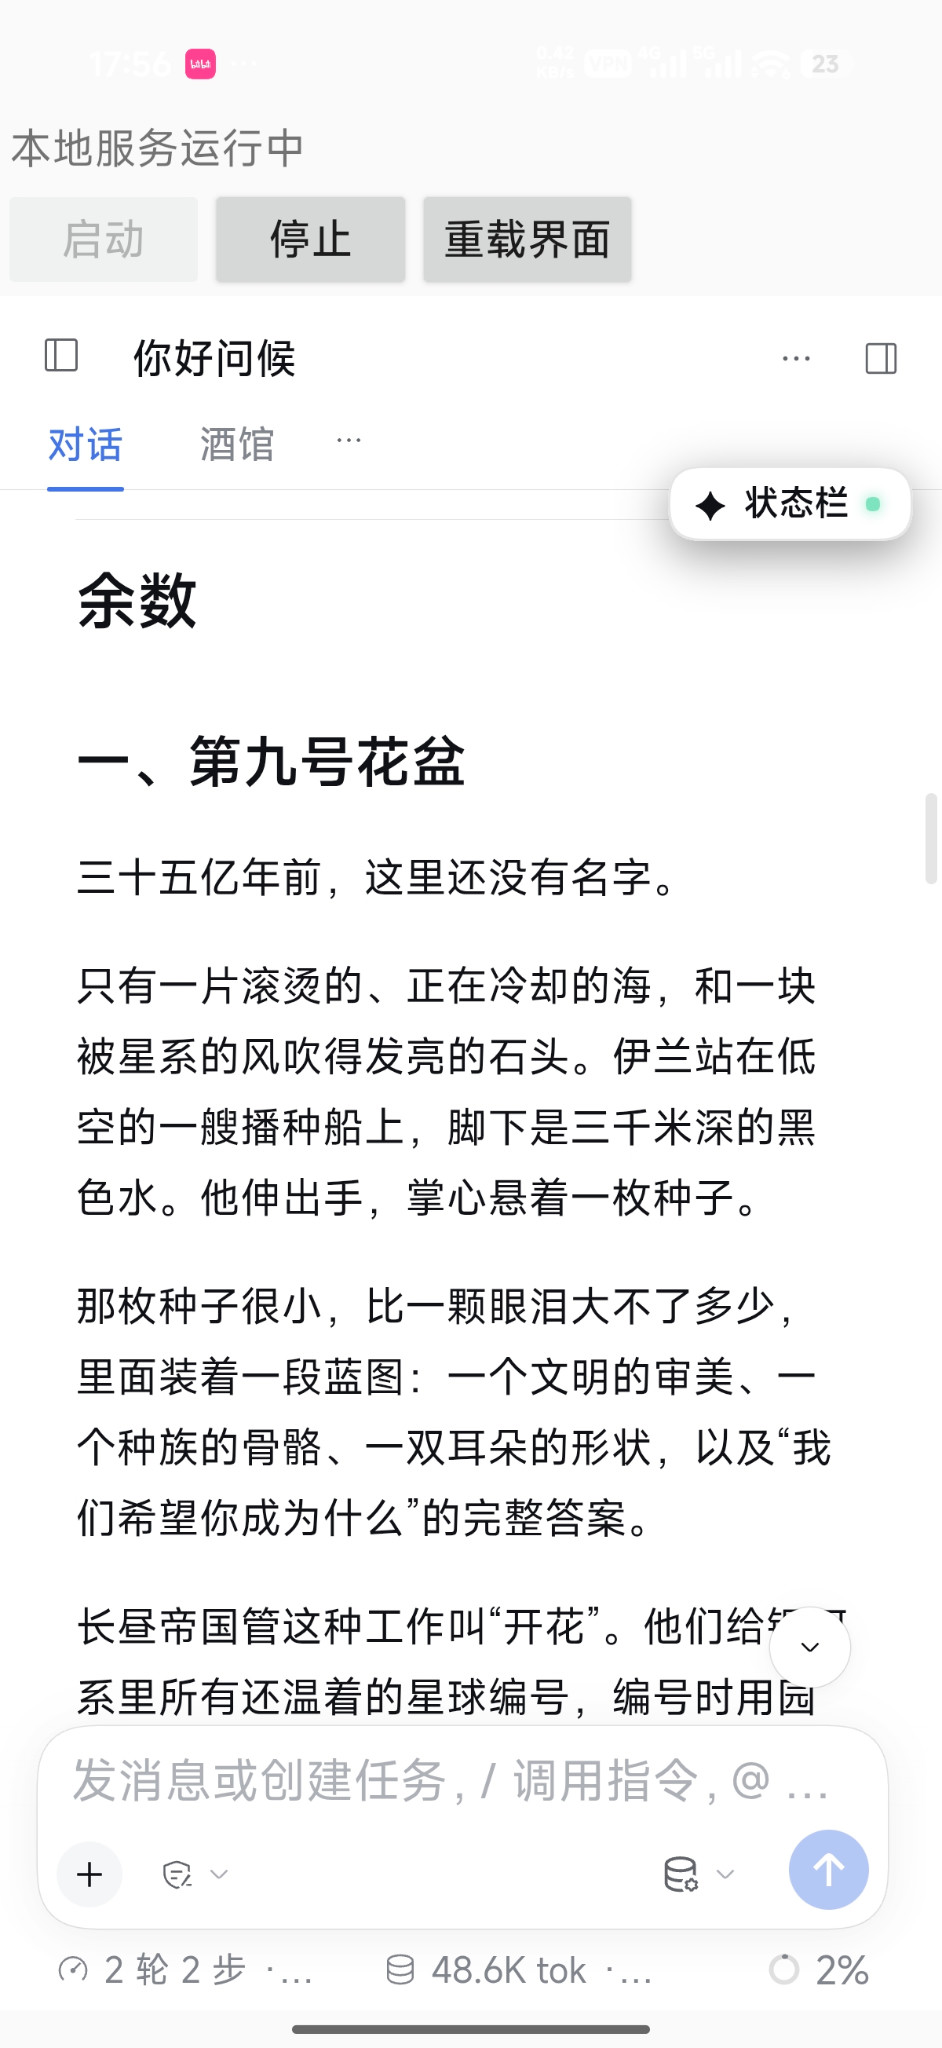 17:56
0.42 KB/s VPN 4G 5G 23
本地服务运行中
启动 停止 重载界面
你好问候 ...
对话 酒馆 ...
状态栏
余数
一、第九号花盆
三十五亿年前，这里还没有名字。
只有一片滚烫的、正在冷却的海，和一块
被星系的风吹得发亮的石头。伊兰站在低
空的一艘播种船上，脚下是三千米深的黑
色水。他伸出手，掌心悬着一枚种子。
那枚种子很小，比一颗眼泪大不了多少，
里面装着一段蓝图：一个文明的审美、一
个种族的骨骼、一双耳朵的形状，以及“我
们希望你成为什么”的完整答案。
长昼帝国管这种工作叫“开花”。他们给
系里所有还温着的星球编号，编号时用园
发消息或创建任务, / 调用指令, @ ...
2 轮 2 步 ·... 48.6K tok ·... 2%